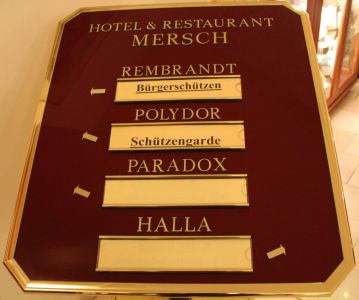 HOTEL & RESTAURANT
MERSCH
REMBRANDT
Bürgerschützen
POLYDOR
Schützengarde
PARADOX
HALLA